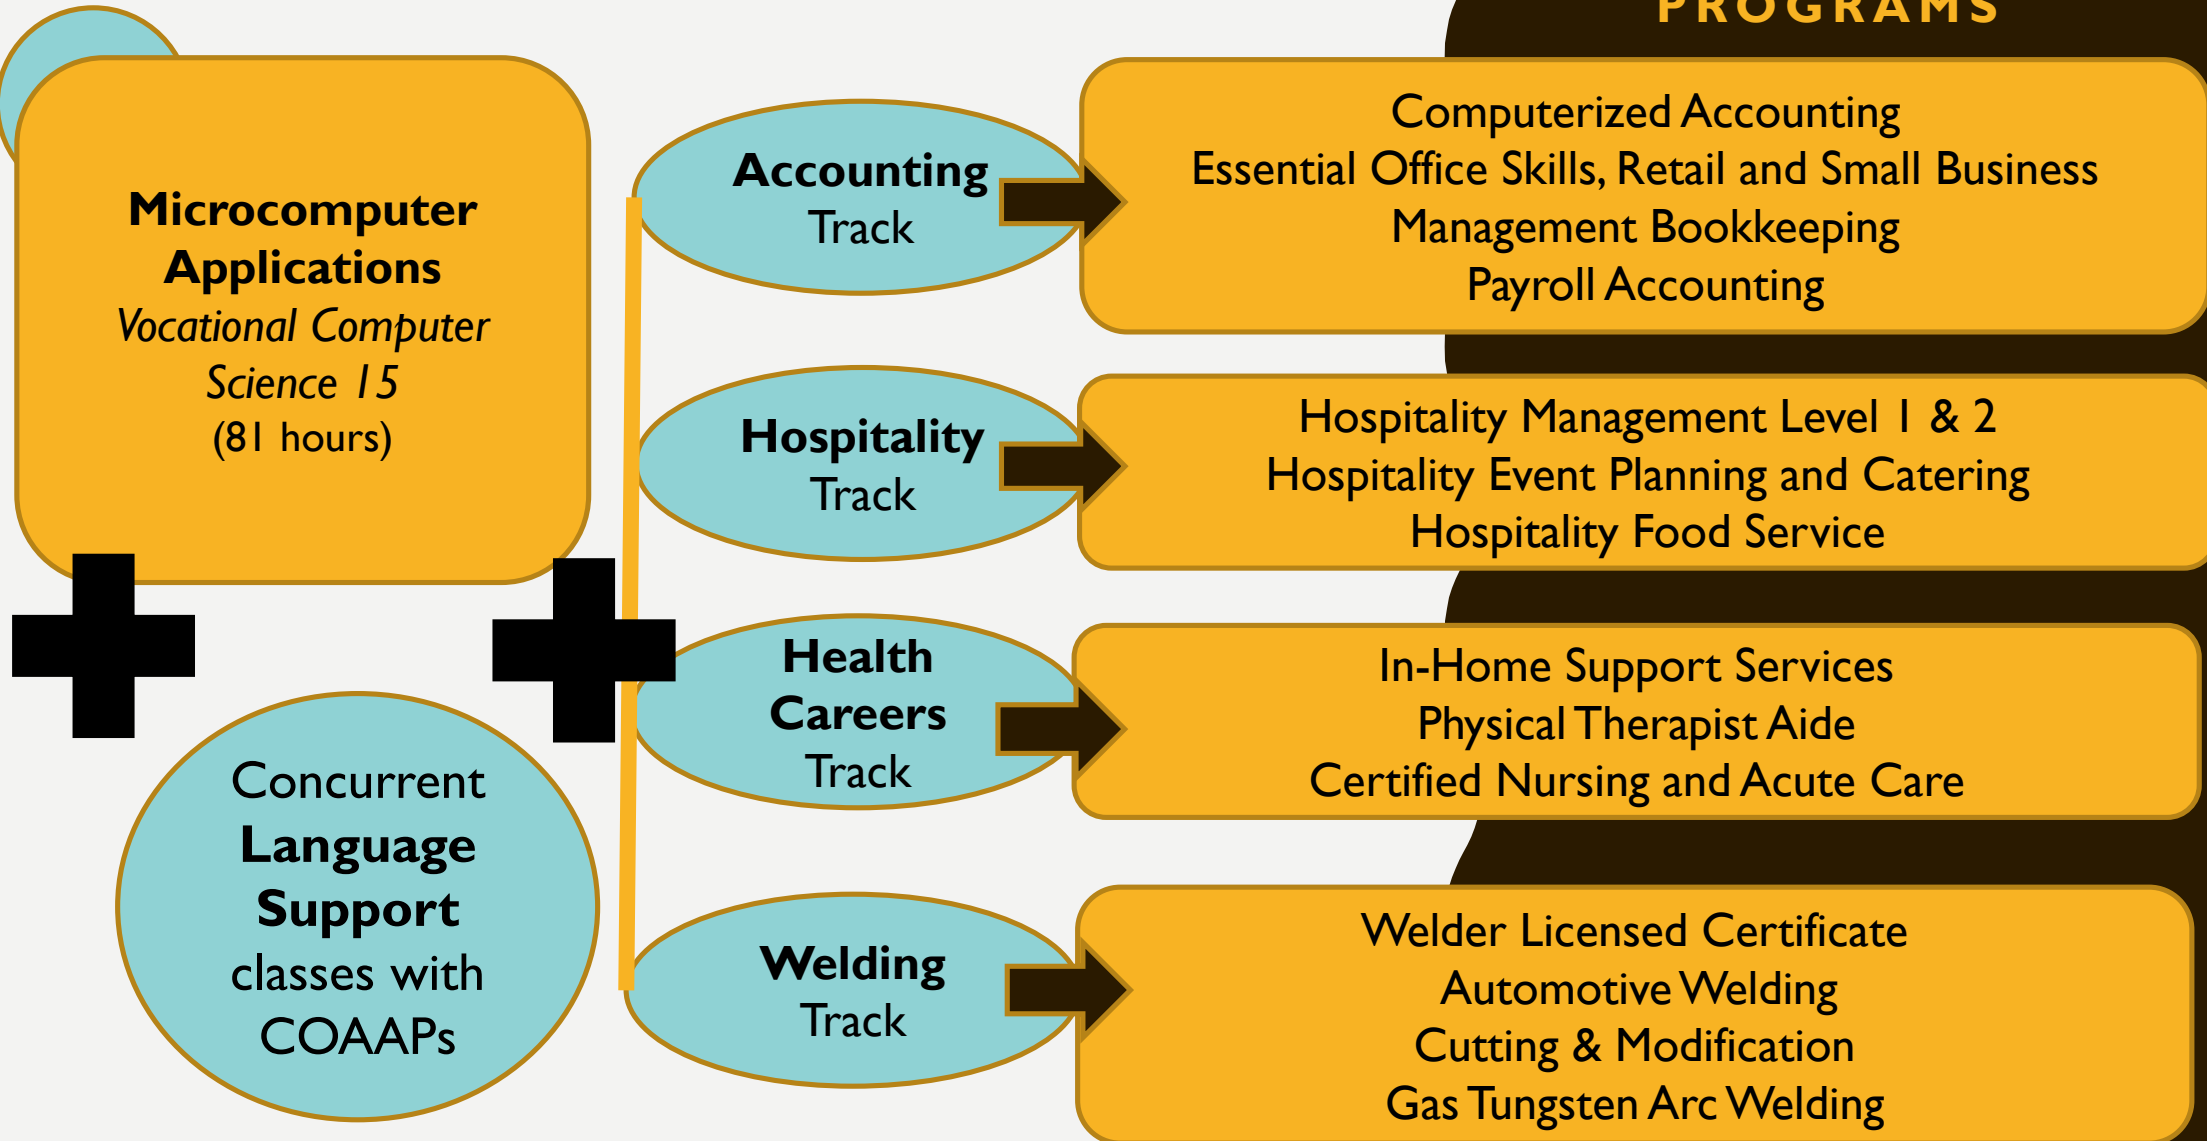 PROGRAMS
Microcomputer
Applications
Vocational Computer
Science 15
(81 hours)
Concurrent
Language
Support
classes with
COAAPs
Accounting
Track
Computerized Accounting
Essential Office Skills, Retail and Small Business
Management Bookkeeping
Payroll Accounting
Hospitality
Track
Hospitality Management Level 1 & 2
Hospitality Event Planning and Catering
Hospitality Food Service
Health
Careers
Track
In-Home Support Services
Physical Therapist Aide
Certified Nursing and Acute Care
Welding
Track
Welder Licensed Certificate
Automotive Welding
Cutting & Modification
Gas Tungsten Arc Welding